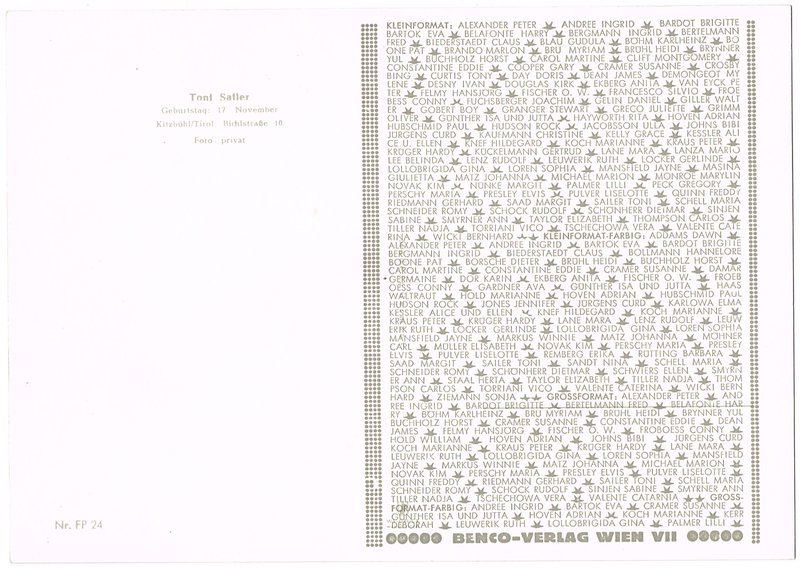 Toni Sailer
Geburtstag: 17 November
Kitzbühl/Tirol. Bichlstraße 10
Foto privat
Nr. FP 24
KLEINFORMAT: ALEXANDER PETER ★ ANDREE INGRID ★ BARDOT BRIGITTE
BARTOK EVA ★ BELAFONTE HARRY ★ BERGMANN INGRID ★ BERTELMANN
FRED ★ BIEDERSTAEDT CLAUS ★ BLAU GUDULA ★ BÖHM KARLHEINZ ★ BO
ONE PAT ★ BRANDO MARLON ★ BRU MYRIAM ★ BRÜHL HEIDI ★ BRYNNER
YUL ★ BUCHHOLZ HORST ★ CAROL MARTINE ★ CLIFT MONTGOMERY ★
CONSTANTINE EDDIE ★ COOPER GARY ★ CRAMER SUSANNE ★ CROSBY
BING ★ CURTIS TONY ★ DAY DORIS ★ DEAN JAMES ★ DEMONGEOT MY
LENE ★ DESNY IVAN ★ DOUGLAS KIRK ★ EKBERG ANITA ★ VAN EYCK PE
TER ★ FELMY HANSJÖRG ★ FISCHER O. W. ★ FRANCESCO SILVIO ★ FROE
BESS CONNY ★ FUCHSBERGER JOACHIM ★ GELIN DANIEL ★ GILLER WALT
ER ★ GOBERT BOY ★ GRANGER STEWART ★ GRECO JULIETTE ★ GRIMM
OLIVER ★ GÜNTHER ISA UND JUTTA ★ HAYWORTH RITA ★ HOVEN ADRIAN
HUBSCHMID PAUL ★ HUDSON ROCK ★ JACOBSSON ULLA ★ JOHNS BIBI
JÜRGENS CURD ★ KAUFMANN CHRISTINE ★ KELLY GRACE ★ KESSLER ALI
CE U. ELLEN ★ KNEF HILDEGARD ★ KOCH MARIANNE ★ KRAUS PETER ★
KRÜGER HARDY ★ KÜCKELMANN GERTRUD ★ LANE MARA ★ LANZA MARIO
LEE BELINDA ★ LENZ RUDOLF ★ LEUWERIK RUTH ★ LOCKER GERLINDE ★
LOLLOBRIGIDA GINA ★ LOREN SOPHIA ★ MANSFIELD JAYNE ★ MASINA
GIULIETTA ★ MATZ JOHANNA ★ MICHAEL MARION ★ MONROE MARYLIN
NOVAK KIM ★ NÜNKE MARGIT ★ PALMER LILLI ★ PECK GREGORY ★
PERSCHY MARIA ★ PRESLEY ELVIS ★ PULVER LISELOTTE ★ QUINN FREDDY
RIEDMANN GERHARD ★ SAAD MARGIT ★ SAILER TONI ★ SCHELL MARIA
SCHNEIDER ROMY ★ SCHOCK RUDOLF ★ SCHÖNHERR DIETMAR ★ SINJEN
SABINE ★ SMYRNER ANN ★ TAYLOR ELIZABETH ★ THOMPSON CARLOS ★
TILLER NADJA ★ TORRIANI VICO ★ TSCHECHOWA VERA ★ VALENTE CATE
RINA ★ WICKI BERNHARD ★★ KLEINFORMAT-FARBIG: ADDAMS DAWN ★
ALEXANDER PETER ★ ANDREE INGRID ★ BARTOK EVA ★ BARDOT BRIGITTE
BERGMANN INGRID ★ BIEDERSTAEDT CLAUS ★ BOLLMANN HANNELORE
BOONE PAT ★ BORSCHE DIETER ★ BRÜHL HEIDI ★ BUCHHOLZ HORST ★
CAROL MARTINE ★ CONSTANTINE EDDIE ★ CRAMER SUSANNE ★ DAMAR
GERMAINE ★ DOR KARIN ★ EKBERG ANITA ★ FISCHER O. W. ★ FROEB
OESS CONNY ★ GARDNER AVA ★ GÜNTHER ISA UND JUTTA ★ HAAS
WALTRAUT ★ HOLD MARIANNE ★ HOVEN ADRIAN ★ HUBSCHMID PAUL
HUDSON ROCK ★ JONES JENNIFER ★ JÜRGENS CURD ★ KARLOWA ELMA
KESSLER ALICE UND ELLEN ★ KNEF HILDEGARD ★ KOCH MARIANNE ★
KRAUS PETER ★ KRÜGER HARDY ★ LANE MARA ★ LENZ RUDOLF ★ LEUW
ERIK RUTH ★ LOCKER GERLINDE ★ LOLLOBRIGIDA GINA ★ LOREN SOPHIA
MANSFIELD JAYNE ★ MARKUS WINNIE ★ MATZ JOHANNA ★ MÖHNER
CARL ★ MÜLLER ELISABETH ★ NOVAK KIM ★ PERSCHY MARIA ★ PRESLEY
ELVIS ★ PULVER LISELOTTE ★ REMBERG ERIKA ★ RÜTTING BARBARA ★
SAAD MARGIT ★ SAILER TONI ★ SANDT NINA ★ SCHELL MARIA ★
SCHNEIDER ROMY ★ SCHÖNHERR DIETMAR ★ SCHWIERS ELLEN ★ SMYRN
ER ANN ★ STAAL HERTA ★ TAYLOR ELIZABETH ★ TILLER NADJA ★ THOM
PSON CARLOS ★ TORRIANI VICO ★ VALENTE CATERINA ★ WICKI BERN
HARD ★ ZIEMANN SONJA ★★ GROSSFORMAT: ALEXANDER PETER ★ AND
REE INGRID ★ BARDOT BRIGITTE ★ BERTELMANN FRED ★ BELAFONTE HAR
RY ★ BÖHM KARLHEINZ ★ BRU MYRIAM ★ BRÜHL HEIDI ★ BRYNNER YUL
BUCHHOLZ HORST ★ CRAMER SUSANNE ★ CONSTANTINE EDDIE ★ DEAN
JAMES ★ FELMY HANSJÖRG ★ FISCHER O. W. ★ FROBOESS CONNY ★
HOLD WILLIAM ★ HOVEN ADRIAN ★ JOHNS BIBI ★ JÜRGENS CURD
KOCH MARIANNE ★ KRAUS PETER ★ KRÜGER HARDY ★ LANE MARA ★
LEUWERIK RUTH ★ LOLLOBRIGIDA GINA ★ LOREN SOPHIA ★ MANSFIELD
JAYNE ★ MARKUS WINNIE ★ MATZ JOHANNA ★ MICHAEL MARION ★
NOVAK KIM ★ PERSCHY MARIA ★ PRESLEY ELVIS ★ PULVER LISELOTTE ★
QUINN FREDDY ★ RIEDMANN GERHARD ★ SAILER TONI ★ SCHELL MARIA
SCHNEIDER ROMY ★ SCHOCK RUDOLF ★ SINJEN SABINE ★ SMYRNER ANN
TILLER NADJA ★ TSCHECHOWA VERA ★ VALENTE CATARNIA ★★ GROSS-
FORMAT-FARBIG: ANDREE INGRID ★ BARTOK EVA ★ CRAMER SUSANNE ★
GÜNTHER ISA UND JUTTA ★ HOVEN ADRIAN ★ KOCH MARIANNE ★ KERR
DEBORAH ★ LEUWERIK RUTH ★ LOLLOBRIGIDA GINA ★ PALMER LILLI ★
BENCO-VERLAG WIEN VII